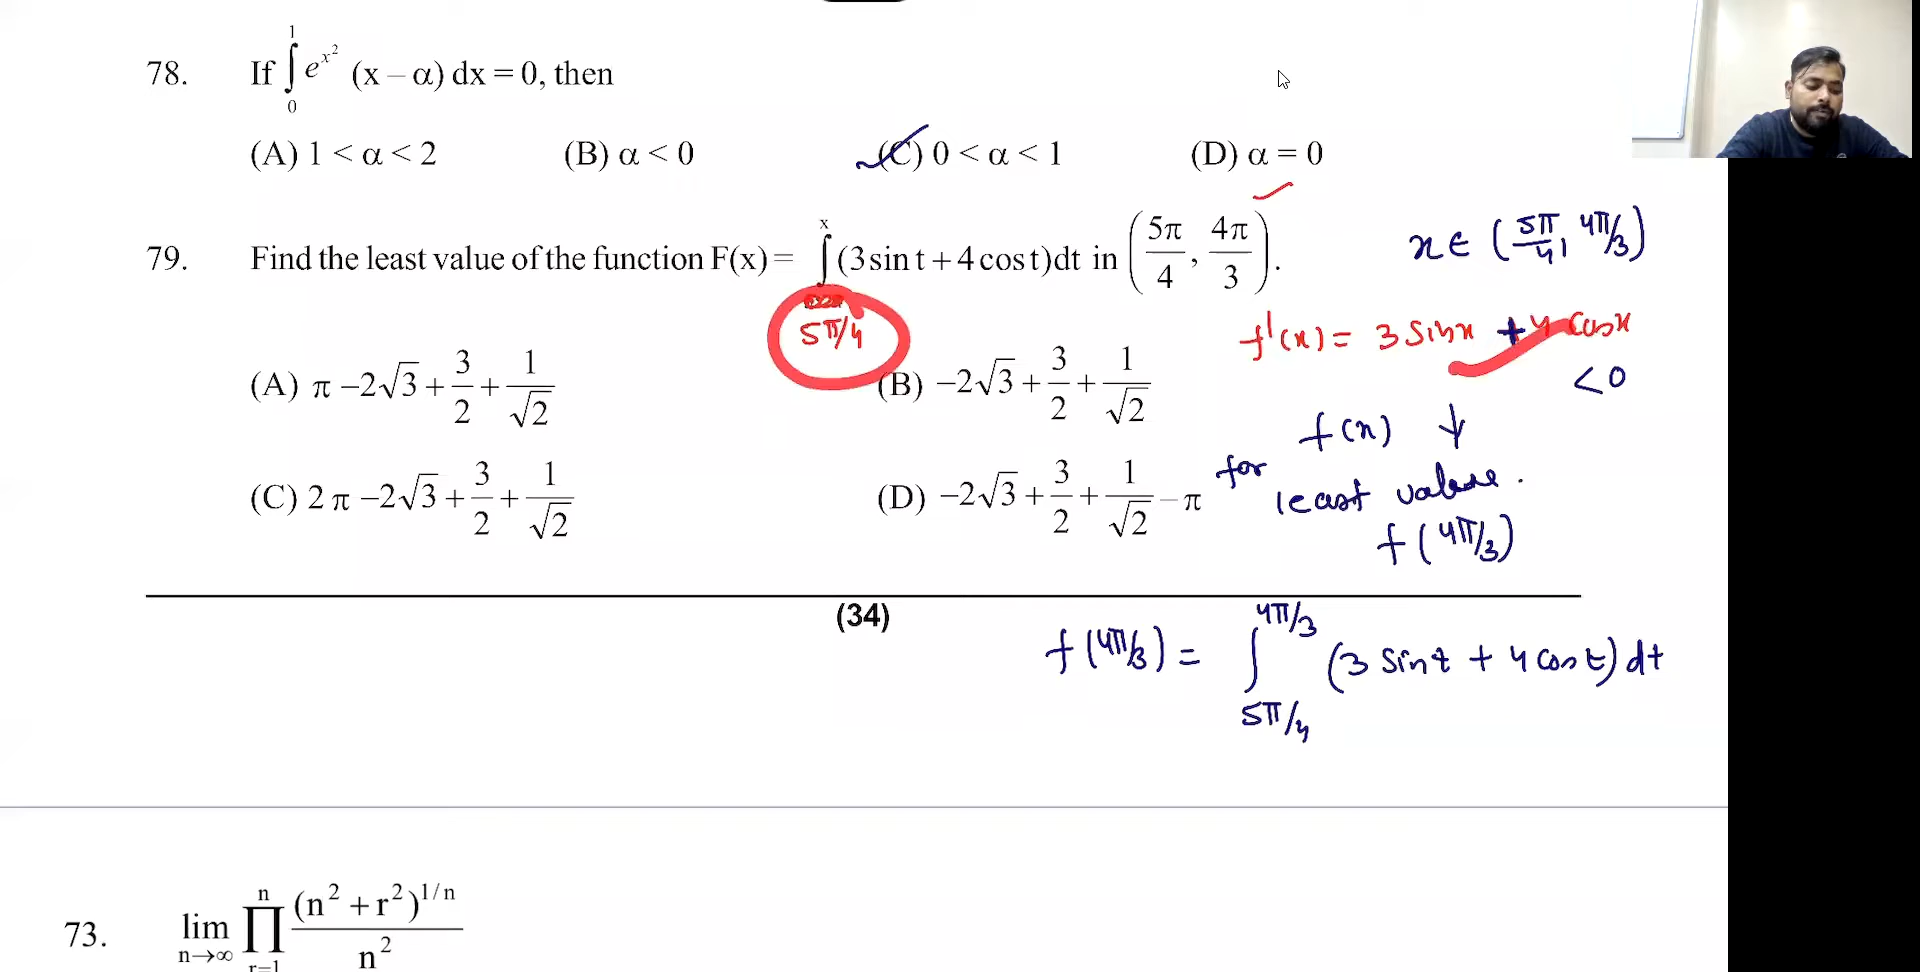 78. If ∫₀¹ e^{x²} (x – α) dx = 0, then
(A) 1 < α < 2 (B) α < 0 (C) 0 < α < 1 (D) α = 0
79. Find the least value of the function F(x) = ∫^x (3 sin t + 4 cos t)dt in (5π/4, 4π/3).
5π/4
x ∈ (5π/4, 4π/3)
f'(x) = 3 sin x + 4 cos x
< 0
(A) π –2√3 + 3/2 + 1/√2 (B) –2√3 + 3/2 + 1/√2
f(x) ↓
(C) 2π –2√3 + 3/2 + 1/√2 (D) –2√3 + 3/2 + 1/√2 – π
for least value.
f(4π/3)
(34)
f(4π/3) = ∫_{5π/4}^{4π/3} (3 sin t + 4 cos t) dt
73. lim_{n→∞} ∏_{r=1}^{n} (n² + r²)^{1/n} / n²